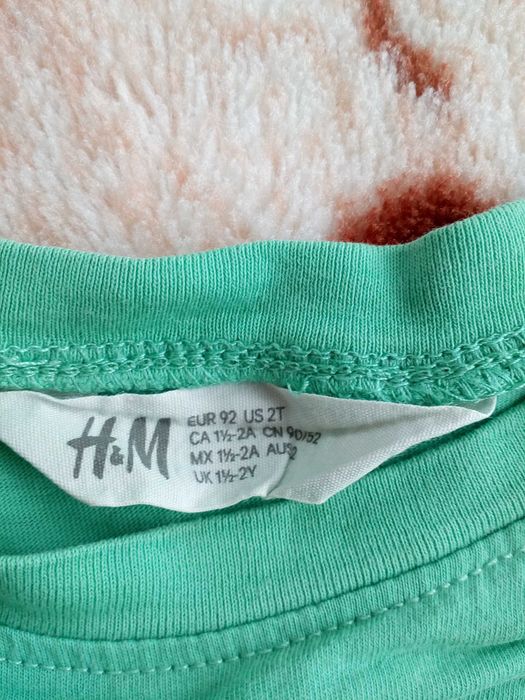 H&M
EUR 92 US 2T
CA 1½-2A CN 90/52
MX 1½-2A AUS 2
UK 1½-2Y